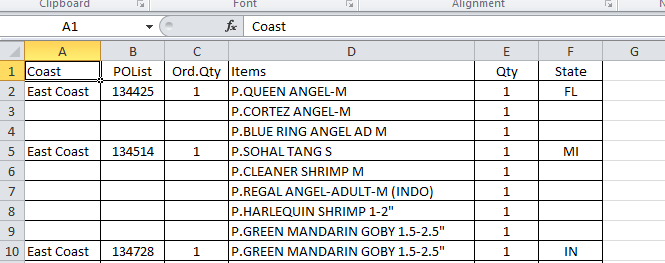 Clipboard Font Alignment
A1 fx Coast
A B C D E F G
1 Coast POList Ord.Qty Items Qty State
2 East Coast 134425 1 P.QUEEN ANGEL-M 1 FL
3 P.CORTEZ ANGEL-M 1
4 P.BLUE RING ANGEL AD M 1
5 East Coast 134514 1 P.SOHAL TANG S 1 MI
6 P.CLEANER SHRIMP M 1
7 P.REGAL ANGEL-ADULT-M (INDO) 1
8 P.HARLEQUIN SHRIMP 1-2" 1
9 P.GREEN MANDARIN GOBY 1.5-2.5" 1
10 East Coast 134728 1 P.GREEN MANDARIN GOBY 1.5-2.5" 1 IN